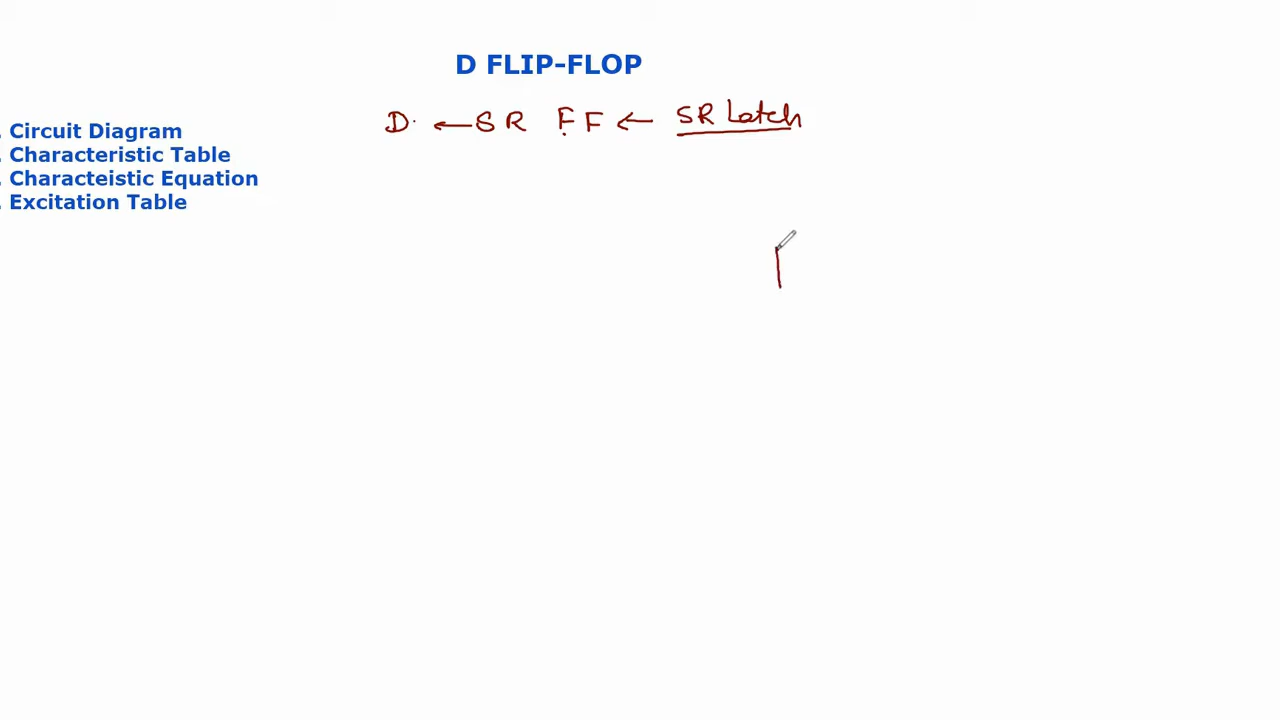 D FLIP-FLOP
D. ← SR FF ← SR Latch
. Circuit Diagram
. Characteristic Table
. Characteistic Equation
. Excitation Table